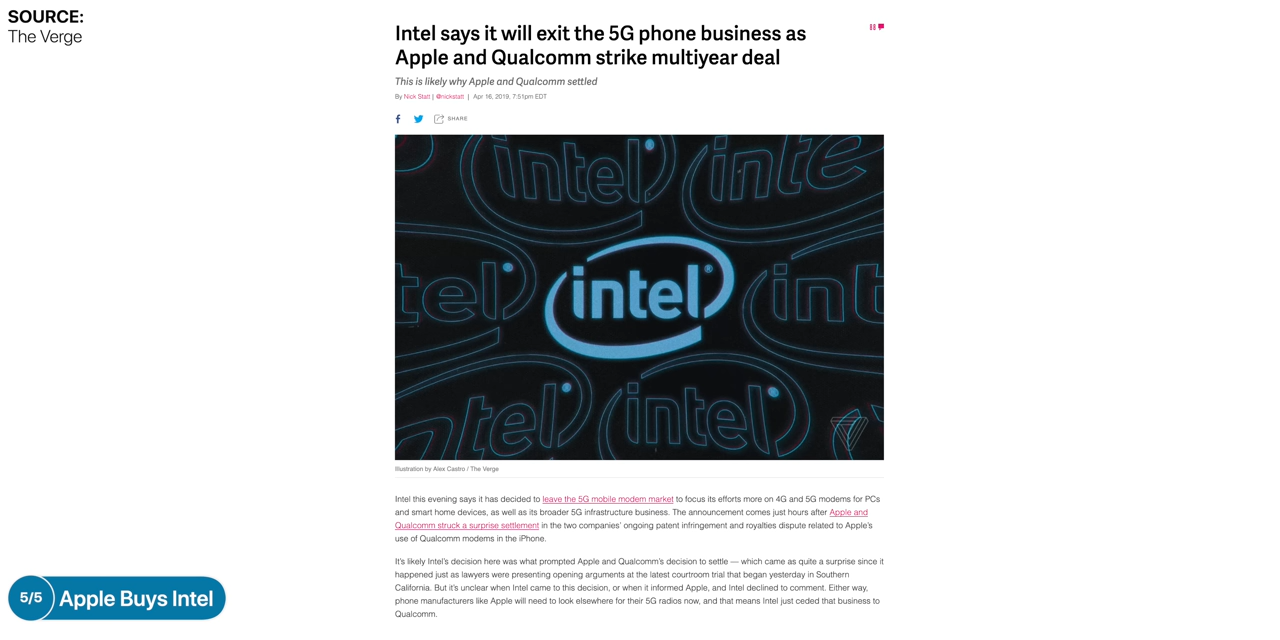 SOURCE:
The Verge
Intel says it will exit the 5G phone business as
Apple and Qualcomm strike multiyear deal
This is likely why Apple and Qualcomm settled
By Nick Statt | @nickstatt | Apr 16, 2019, 7:51pm EDT
SHARE
intel
intel
inte
tel
intel®
int
tel
intel
Illustration by Alex Castro / The Verge
Intel this evening says it has decided to leave the 5G mobile modem market to focus its efforts more on 4G and 5G modems for PCs
and smart home devices, as well as its broader 5G infrastructure business. The announcement comes just hours after Apple and
Qualcomm struck a surprise settlement in the two companies' ongoing patent infringement and royalties dispute related to Apple's
use of Qualcomm modems in the iPhone.
It's likely Intel's decision here was what prompted Apple and Qualcomm's decision to settle — which came as quite a surprise since it
happened just as lawyers were presenting opening arguments at the latest courtroom trial that began yesterday in Southern
California. But it's unclear when Intel came to this decision, or when it informed Apple, and Intel declined to comment. Either way,
phone manufacturers like Apple will need to look elsewhere for their 5G radios now, and that means Intel just ceded that business to
Qualcomm.
5/5 Apple Buys Intel